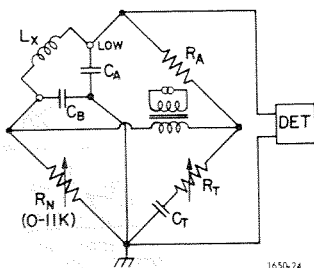 Lx
LOW
CA
RA
CB
DET
RN
(0-11K)
RT
CT
1650-24